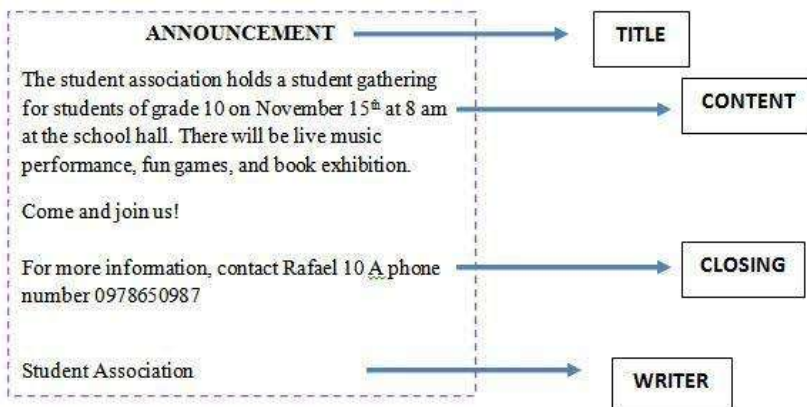 ANNOUNCEMENT
TITLE
The student association holds a student gathering
for students of grade 10 on November 15th at 8 am
at the school hall. There will be live music
performance, fun games, and book exhibition.
CONTENT
Come and join us!
For more information, contact Rafael 10 A phone
number 0978650987
CLOSING
Student Association
WRITER